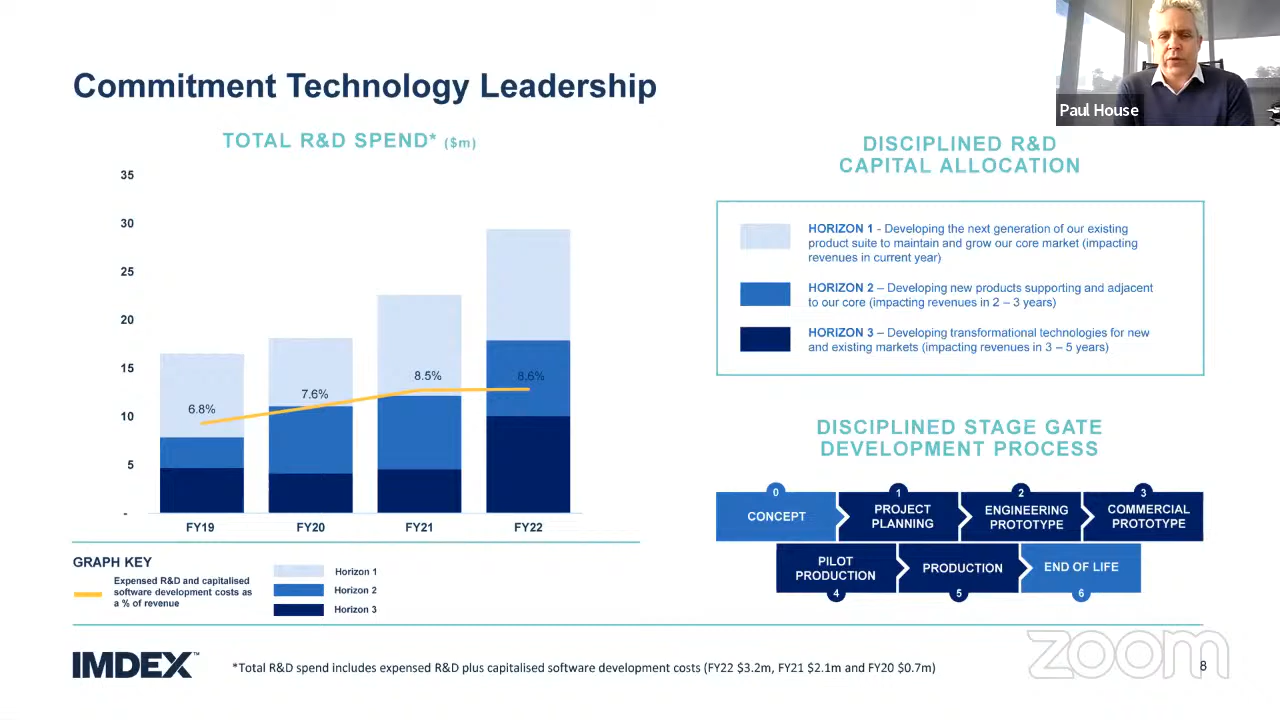 Paul House
Commitment Technology Leadership
TOTAL R&D SPEND* ($m)
35
30
25
20
15
10
5
-
6.8%
7.6%
8.5%
8.6%
FY19
FY20
FY21
FY22
GRAPH KEY
Expensed R&D and capitalised
software development costs as
a % of revenue
Horizon 1
Horizon 2
Horizon 3
DISCIPLINED R&D
CAPITAL ALLOCATION
HORIZON 1 - Developing the next generation of our existing
product suite to maintain and grow our core market (impacting
revenues in current year)
HORIZON 2 – Developing new products supporting and adjacent
to our core (impacting revenues in 2 – 3 years)
HORIZON 3 – Developing transformational technologies for new
and existing markets (impacting revenues in 3 – 5 years)
DISCIPLINED STAGE GATE
DEVELOPMENT PROCESS
0
CONCEPT
1
PROJECT
PLANNING
2
ENGINEERING
PROTOTYPE
3
COMMERCIAL
PROTOTYPE
PILOT
PRODUCTION
4
PRODUCTION
5
END OF LIFE
6
IMDEX™
*Total R&D spend includes expensed R&D plus capitalised software development costs (FY22 $3.2m, FY21 $2.1m and FY20 $0.7m)
zoom
8